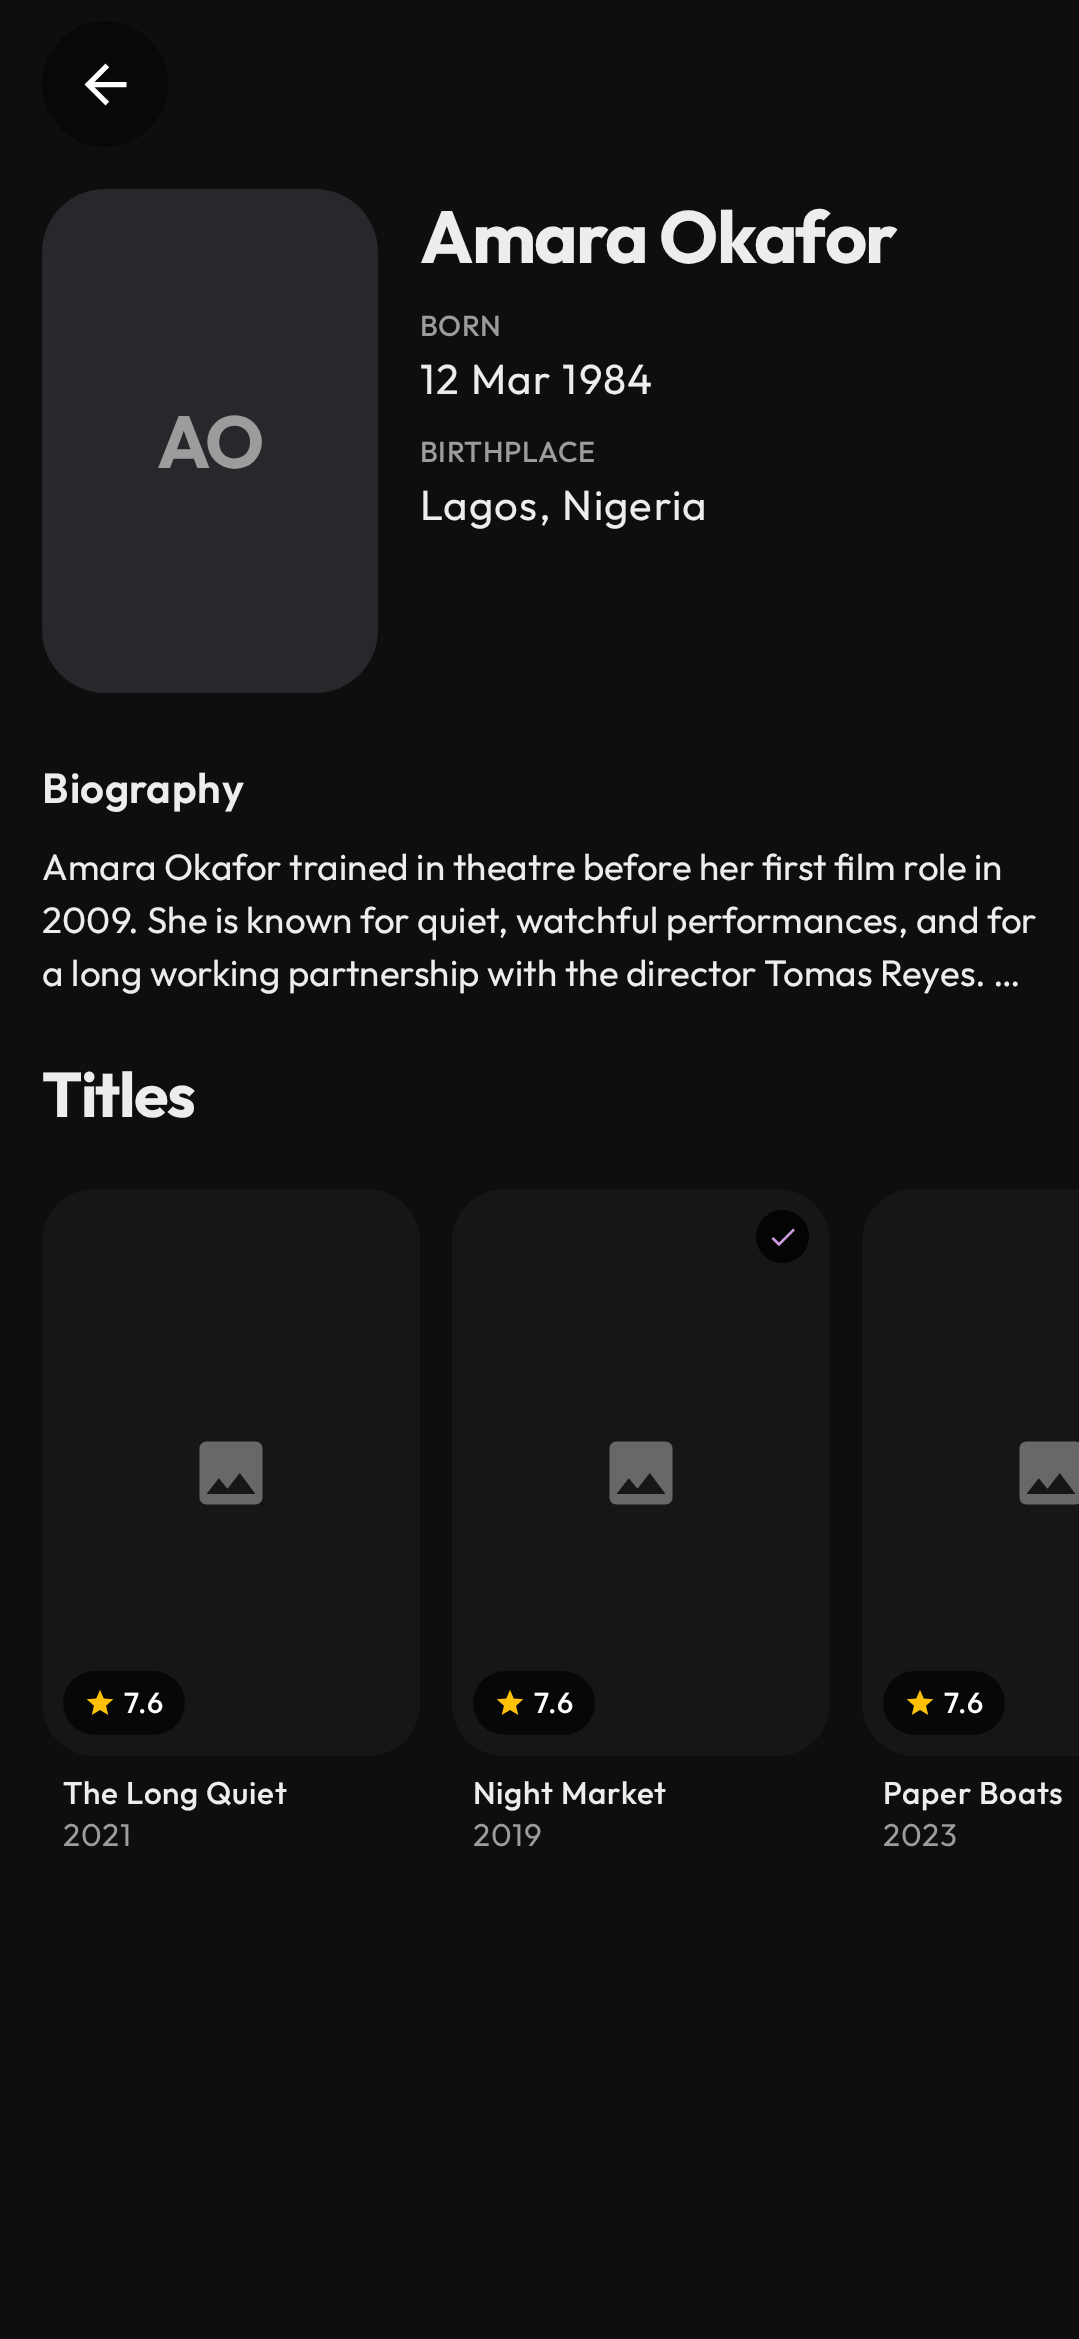 Amara Okafor
BORN
12 Mar 1984
BIRTHPLACE
Lagos, Nigeria
AO
Biography
Amara Okafor trained in theatre before her first film role in
2009. She is known for quiet, watchful performances, and for
a long working partnership with the director Tomas Reyes. ...
Titles
7.6
The Long Quiet
2021
7.6
Night Market
2019
7.6
Paper Boats
2023